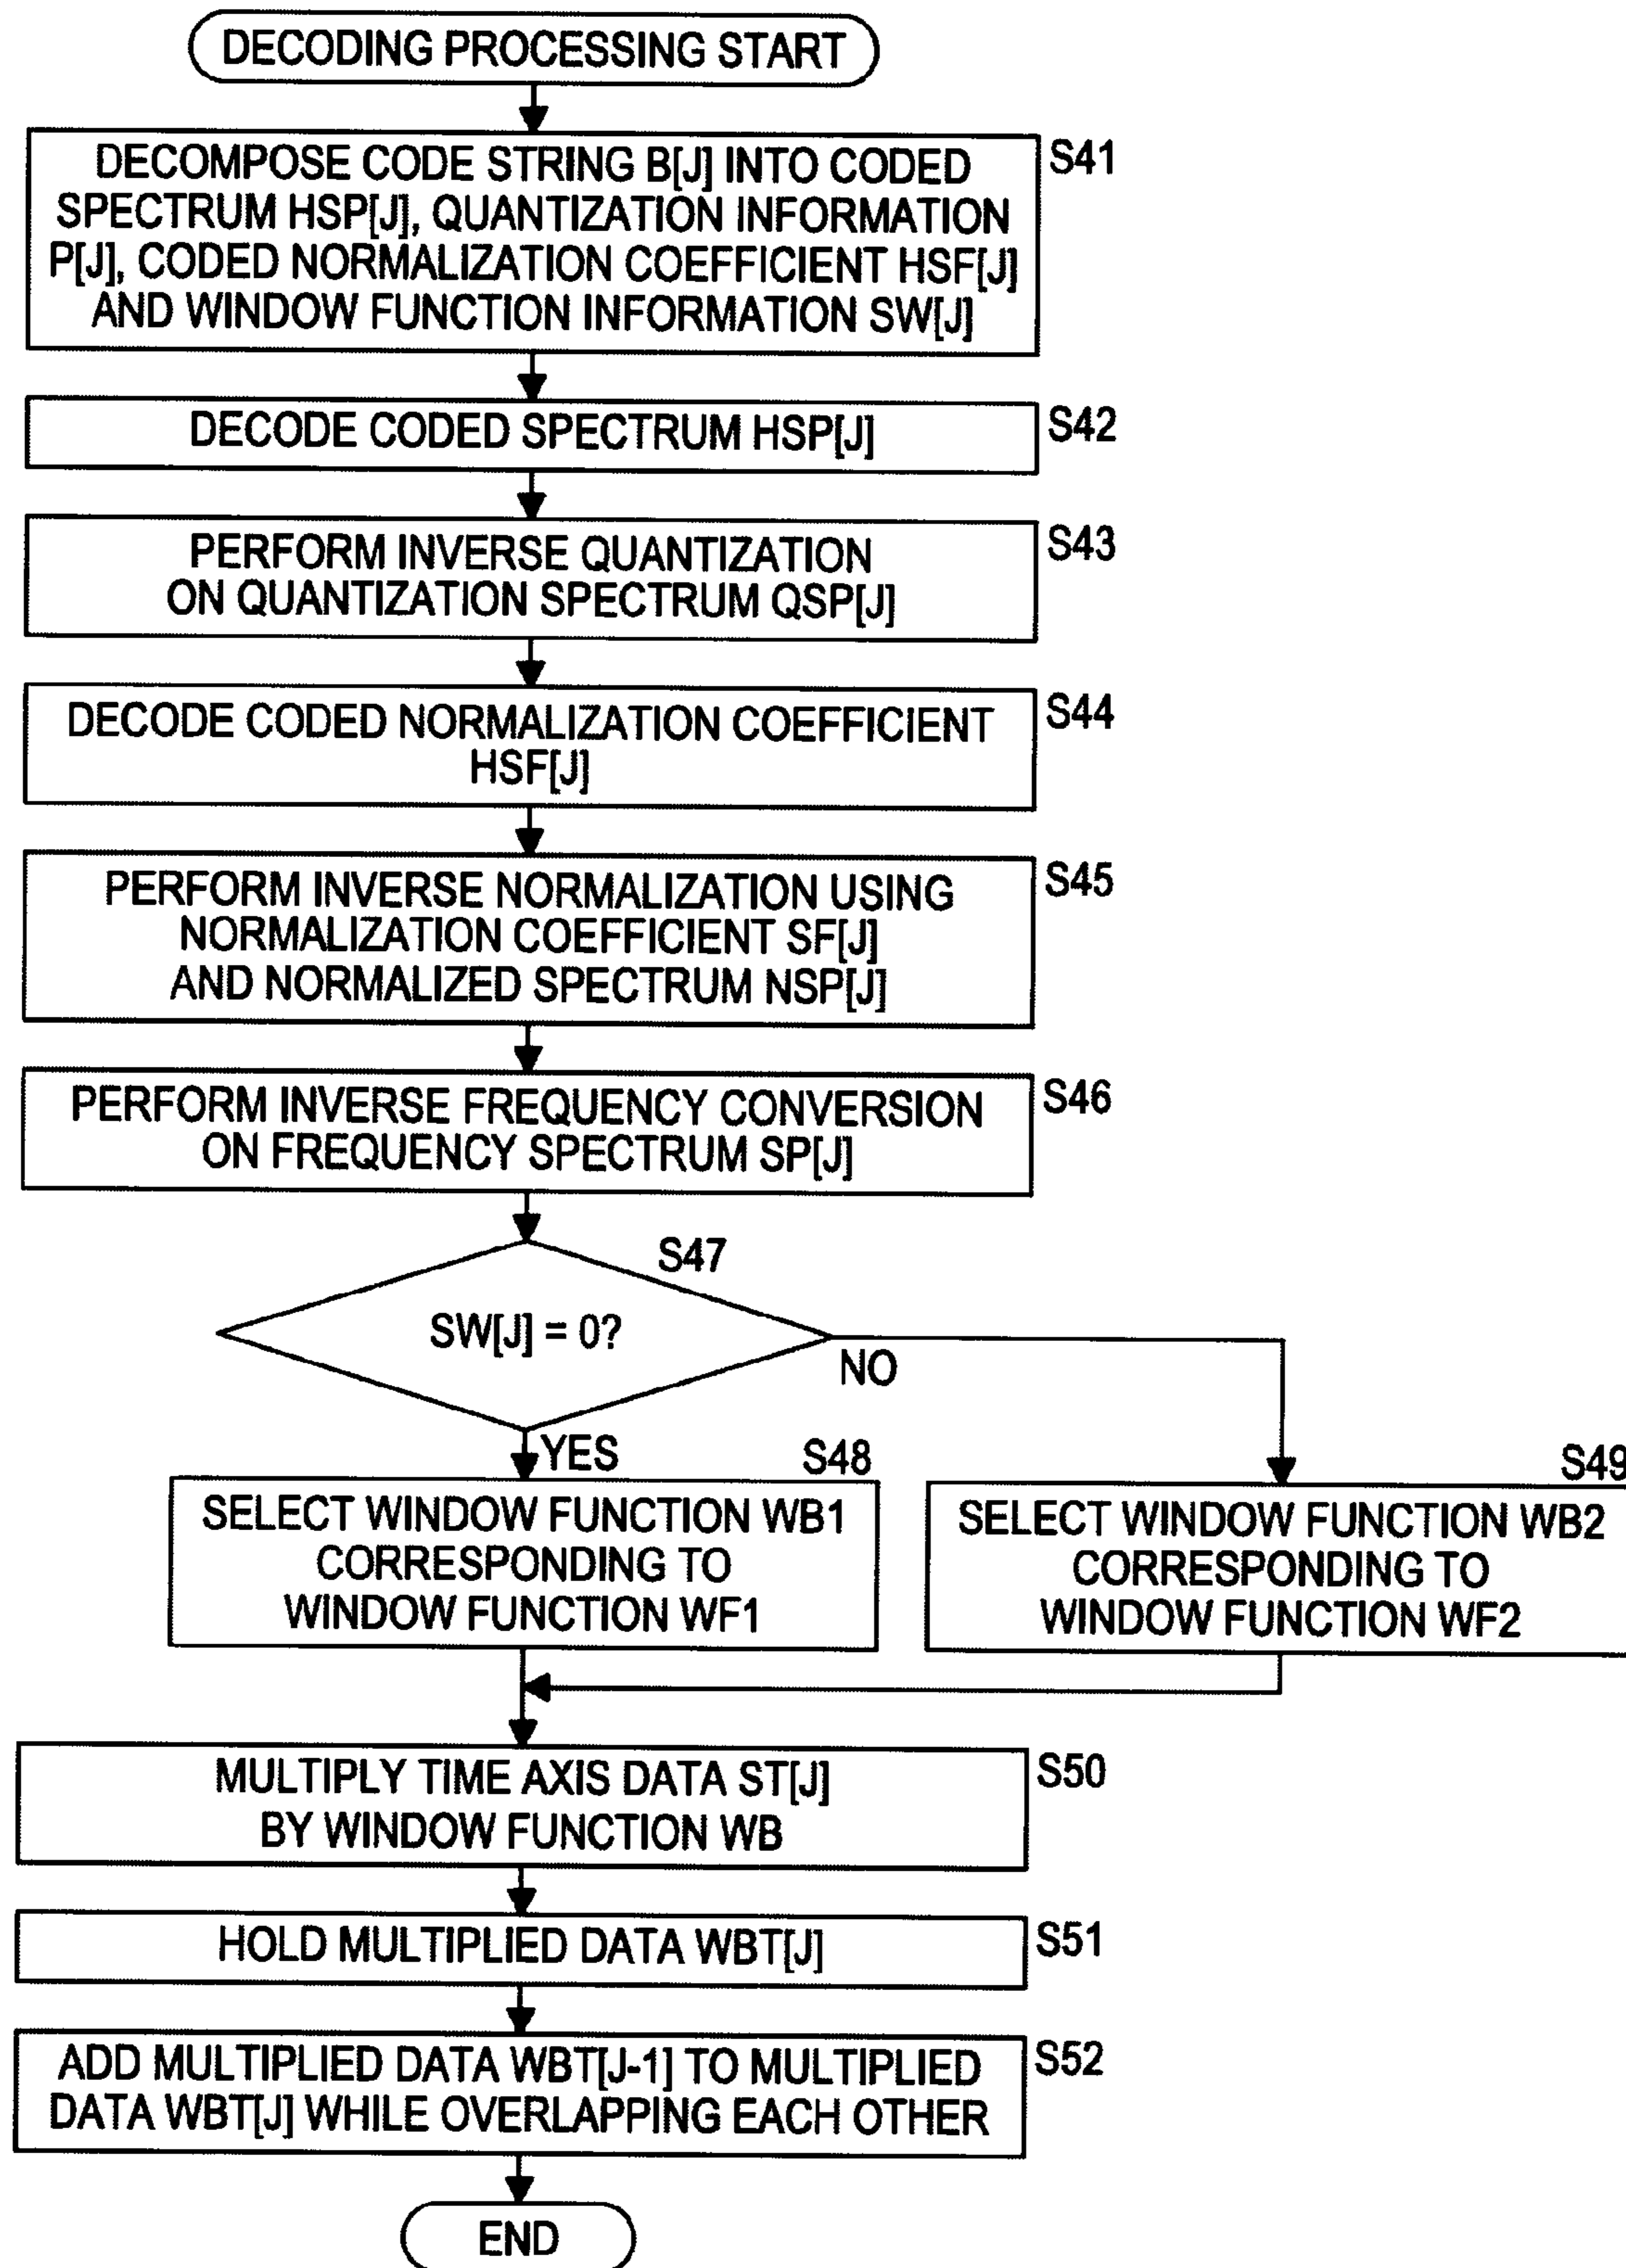 DECODING PROCESSING START
S41
DECOMPOSE CODE STRING B[J] INTO CODED
SPECTRUM HSP[J], QUANTIZATION INFORMATION
P[J], CODED NORMALIZATION COEFFICIENT HSF[J]
AND WINDOW FUNCTION INFORMATION SW[J]
S42
DECODE CODED SPECTRUM HSP[J]
S43
PERFORM INVERSE QUANTIZATION
ON QUANTIZATION SPECTRUM QSP[J]
S44
DECODE CODED NORMALIZATION COEFFICIENT
HSF[J]
S45
PERFORM INVERSE NORMALIZATION USING
NORMALIZATION COEFFICIENT SF[J]
AND NORMALIZED SPECTRUM NSP[J]
S46
PERFORM INVERSE FREQUENCY CONVERSION
ON FREQUENCY SPECTRUM SP[J]
S47
SW[J] = 0?
NO
YES
S48
SELECT WINDOW FUNCTION WB1
CORRESPONDING TO
WINDOW FUNCTION WF1
S49
SELECT WINDOW FUNCTION WB2
CORRESPONDING TO
WINDOW FUNCTION WF2
S50
MULTIPLY TIME AXIS DATA ST[J]
BY WINDOW FUNCTION WB
S51
HOLD MULTIPLIED DATA WBT[J]
S52
ADD MULTIPLIED DATA WBT[J-1] TO MULTIPLIED
DATA WBT[J] WHILE OVERLAPPING EACH OTHER
END